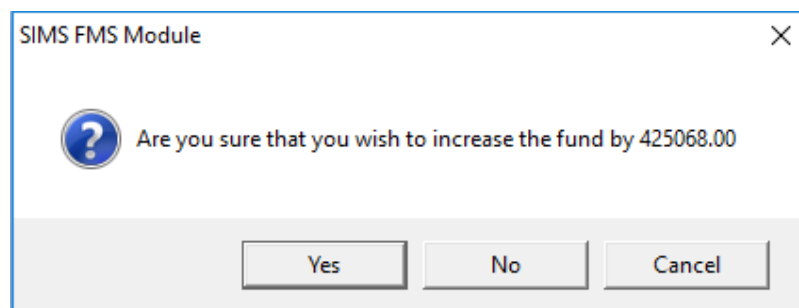 SIMS FMS Module
Are you sure that you wish to increase the fund by 425068.00
Yes
No
Cancel